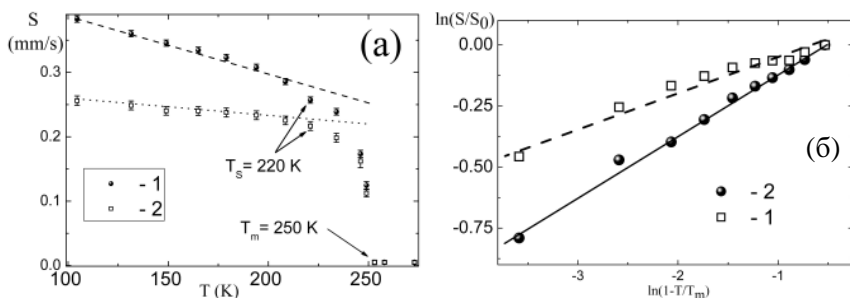 S
(mm/s)
(a)
0.3
0.2
0.1
0.0
- 1
- 2
T_S = 220 K
T_m = 250 K
100 150 200 250
T (K)
ln(S/S₀)
0.00
-0.25
-0.50
-0.75
(б)
- 2
- 1
-3 -2 -1
ln(1-T/T_m)